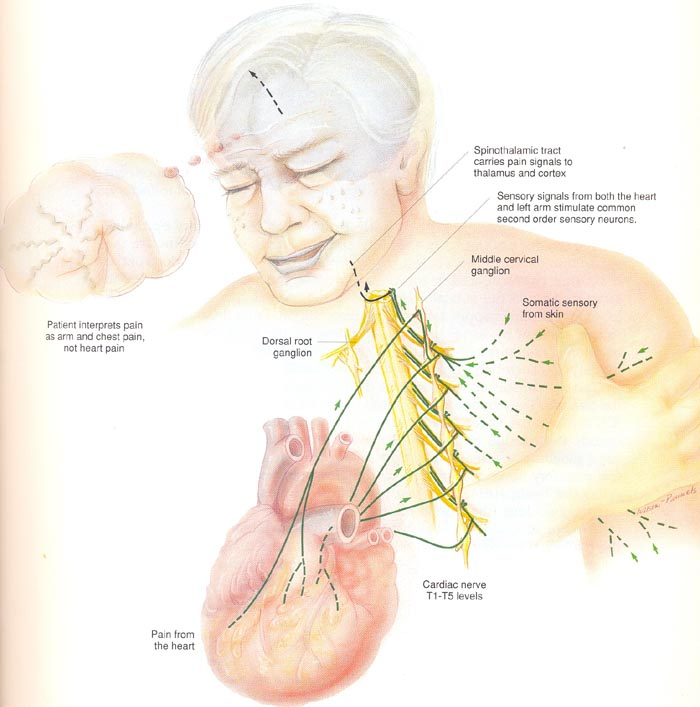 Spinothalamic tract
carries pain signals to
thalamus and cortex
Sensory signals from both the heart
and left arm stimulate common
second order sensory neurons.
Middle cervical
ganglion
Somatic sensory
from skin
Patient interprets pain
as arm and chest pain,
not heart pain
Dorsal root
ganglion
Cardiac nerve
T1-T5 levels
Pain from
the heart